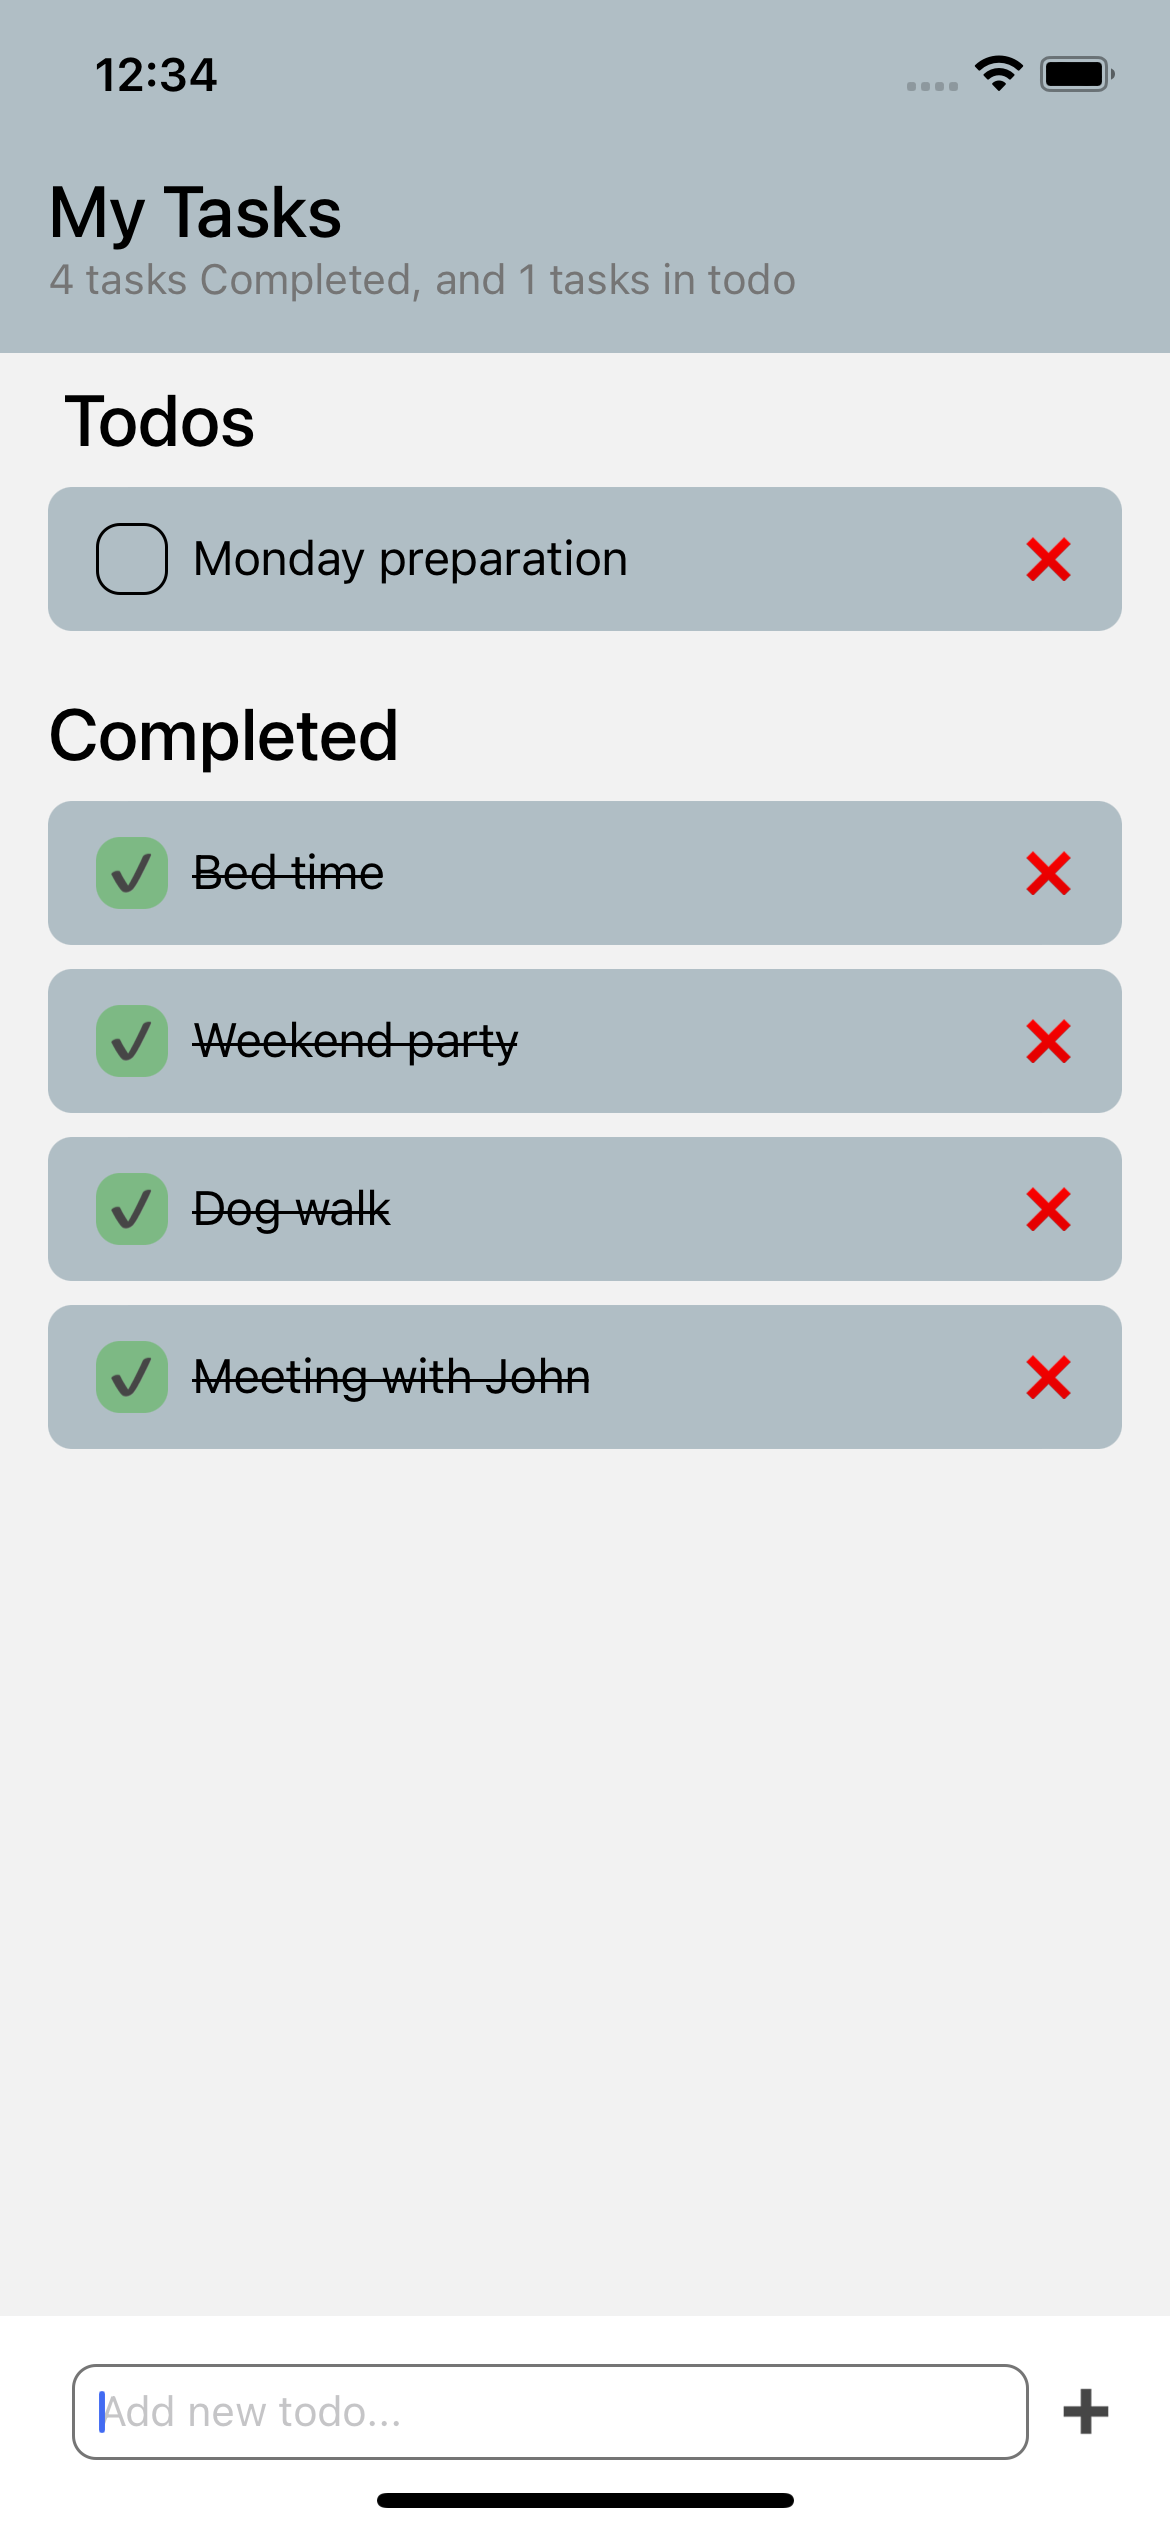 12:34
My Tasks
4 tasks Completed, and 1 tasks in todo
Todos
Monday preparation
Completed
Bed time
Weekend party
Dog walk
Meeting with John
Add new todo...